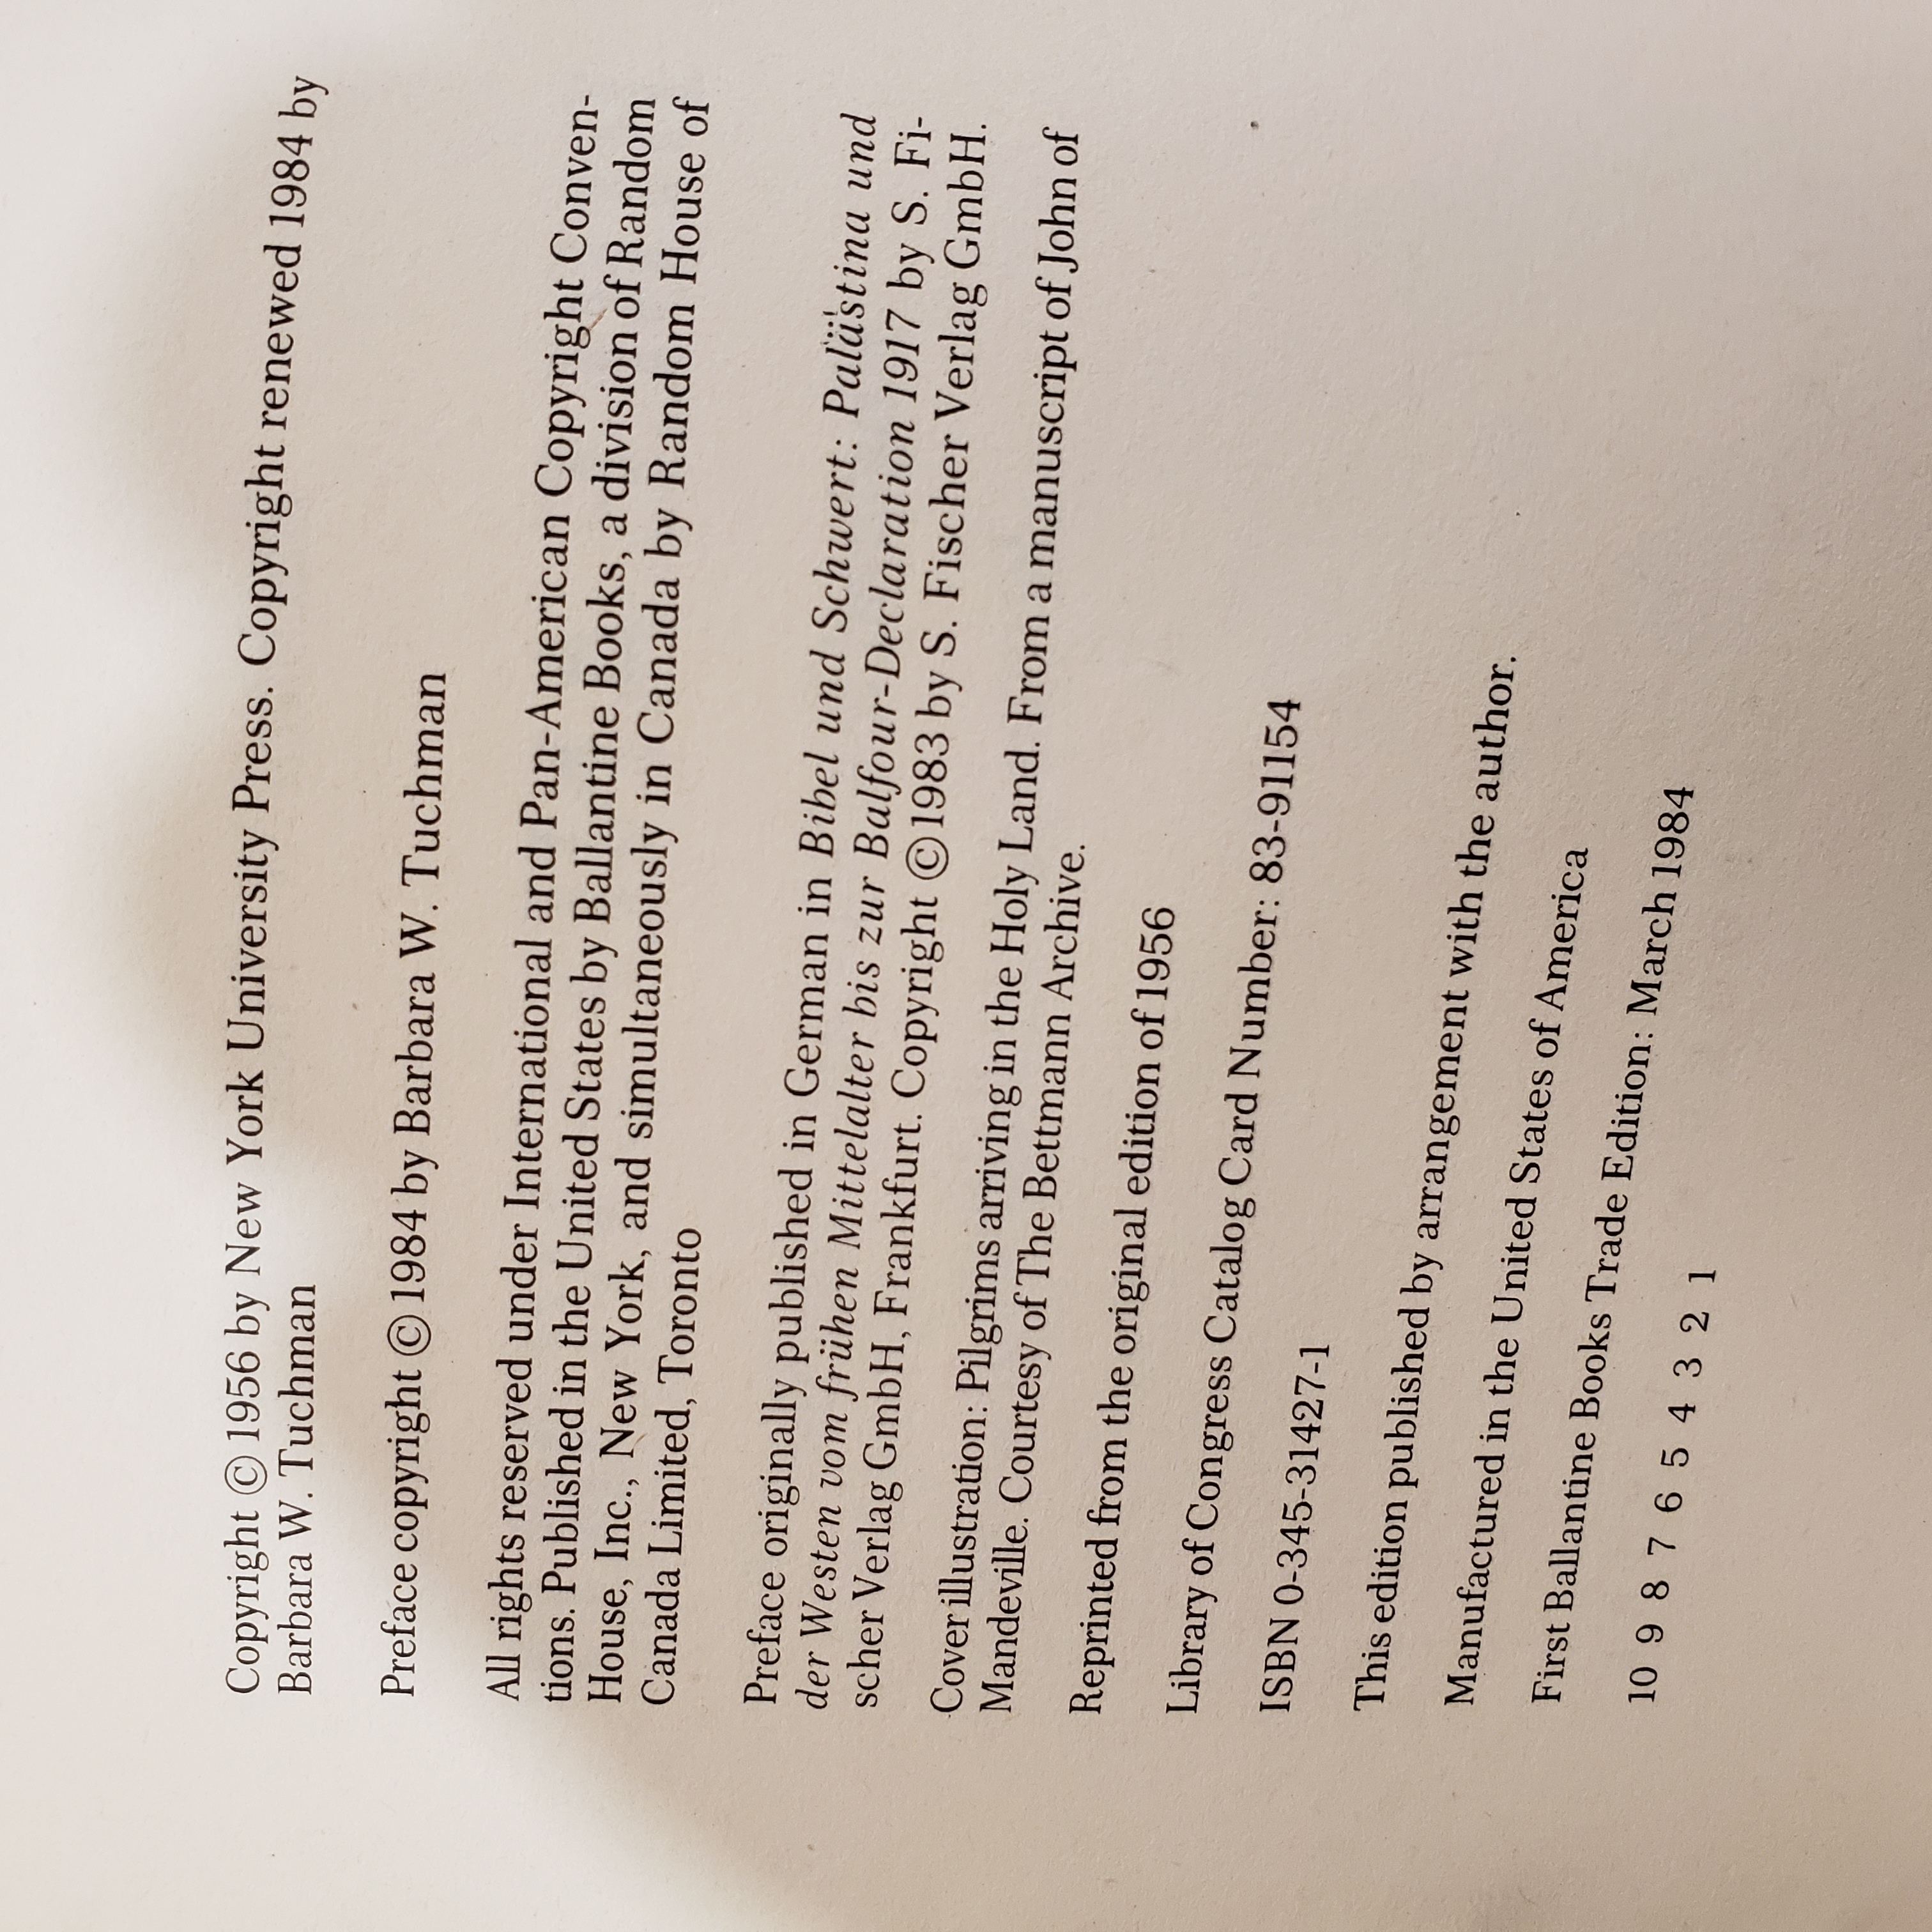 Copyright © 1956 by New York University Press. Copyright renewed 1984 by
Barbara W. Tuchman
Preface copyright © 1984 by Barbara W. Tuchman
All rights reserved under International and Pan-American Copyright Conven-
tions. Published in the United States by Ballantine Books, a division of Random
House, Inc., New York, and simultaneously in Canada by Random House of
Canada Limited, Toronto
Preface originally published in German in Bibel und Schwert: Palästina und
der Westen vom frühen Mittelalter bis zur Balfour-Declaration 1917 by S. Fi-
scher Verlag GmbH, Frankfurt. Copyright ©1983 by S. Fischer Verlag GmbH.
Cover illustration: Pilgrims arriving in the Holy Land. From a manuscript of John of
Mandeville. Courtesy of The Bettmann Archive.
Reprinted from the original edition of 1956
Library of Congress Catalog Card Number: 83-91154
ISBN 0-345-31427-1
This edition published by arrangement with the author.
Manufactured in the United States of America
First Ballantine Books Trade Edition: March 1984
10 9 8 7 6 5 4 3 2 1